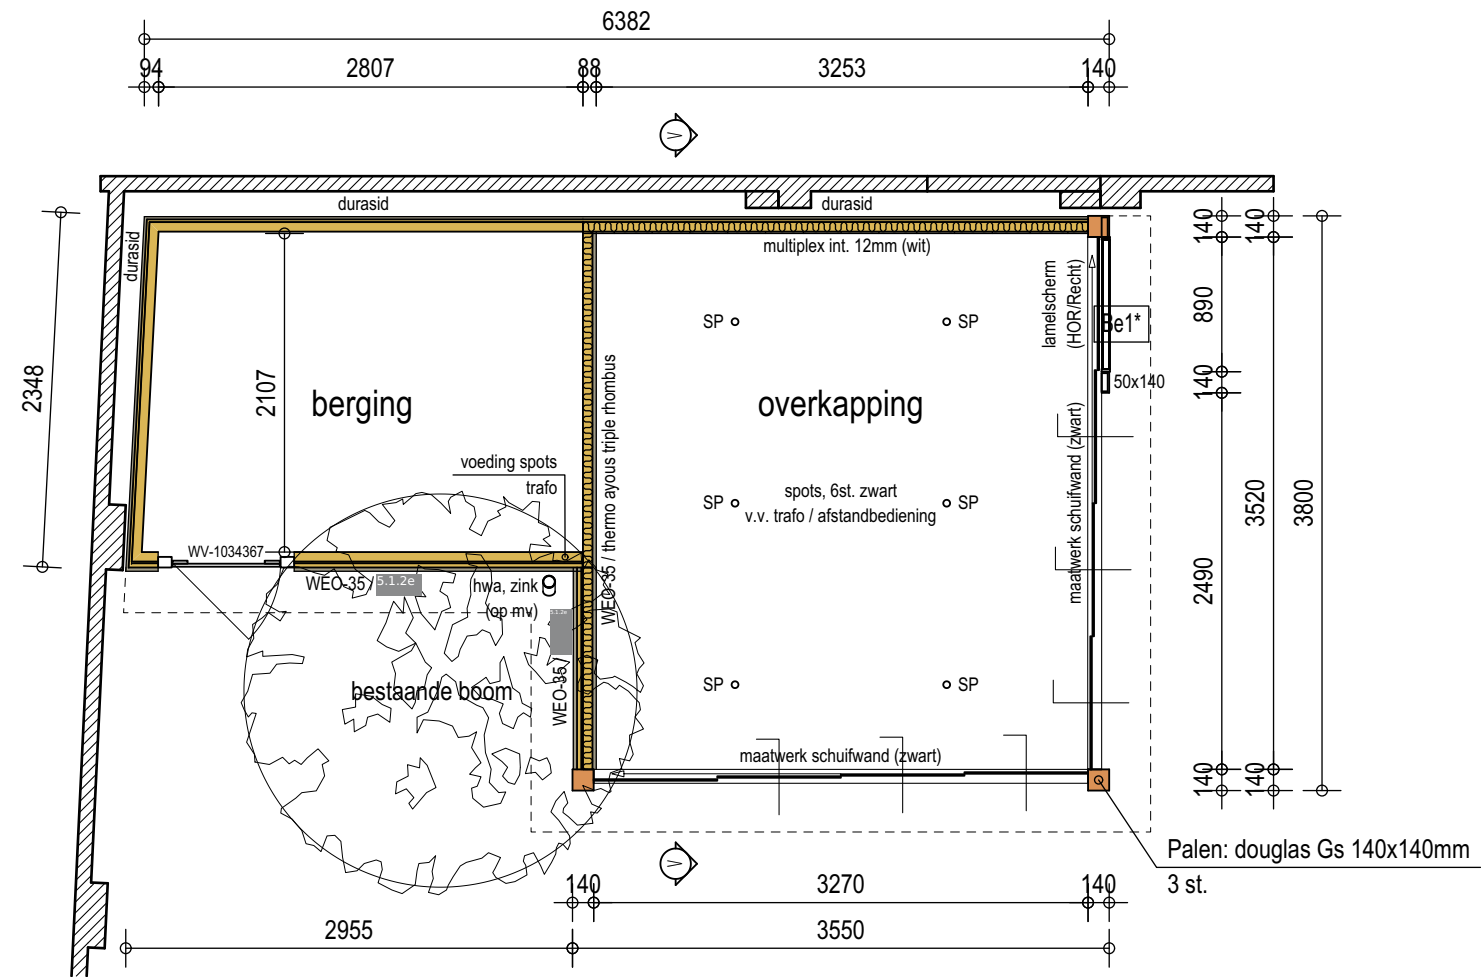 6382
94
2807
88
3253
140
V
durasid
durasid
durasid
multiplex int. 12mm (wit)
140
140
lamelscherm
(HOR/Recht)
890
Be1*
SP
SP
2348
2107
WEO-35 / thermo ayous triple rhombus
140
50x140
berging
overkapping
maatwerk schuifwand (zwart)
voeding spots
trafo
spots, 6st. zwart
v.v. trafo / afstandbediening
SP
SP
3520
3800
WV-1034367
WEO-35 /
5.1.2e
hwa, zink
(op mv)
5.1.2e
WEO-35 /
2490
bestaande boom
SP
SP
maatwerk schuifwand (zwart)
140
140
Palen: douglas Gs 140x140mm
3 st.
V
140
3270
140
2955
3550